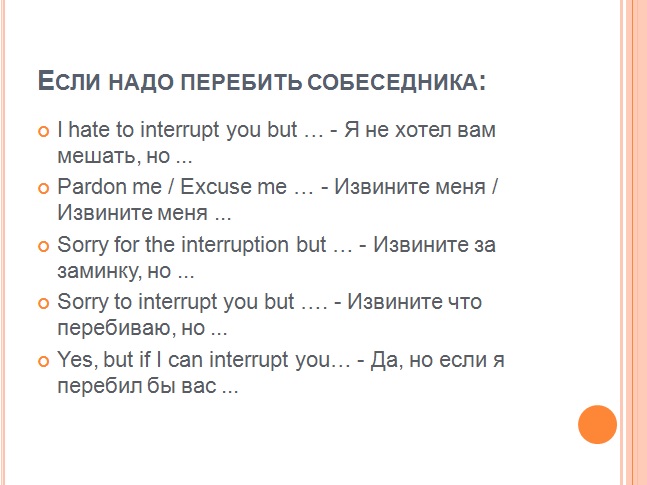 Если надо перебить собеседника:
I hate to interrupt you but … - Я не хотел вам
мешать, но ...
Pardon me / Excuse me … - Извините меня /
Извините меня ...
Sorry for the interruption but … - Извините за
заминку, но ...
Sorry to interrupt you but …. - Извините что
перебиваю, но ...
Yes, but if I can interrupt you… - Да, но если я
перебил бы вас ...